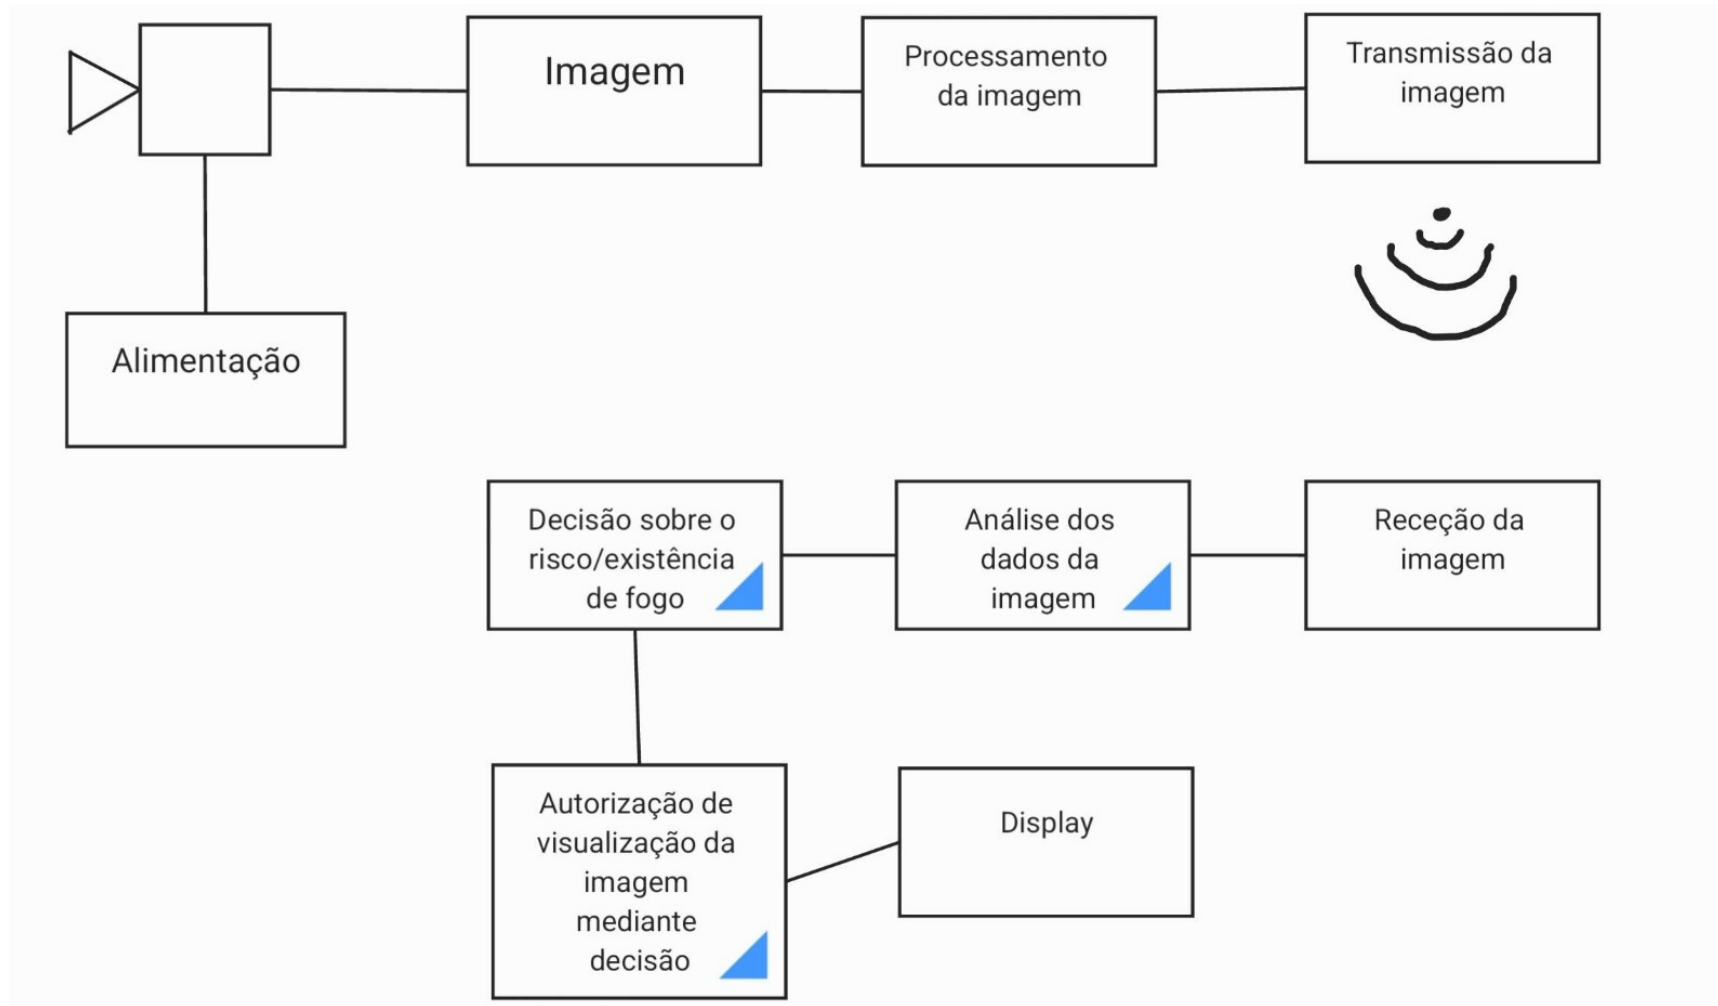 Imagem
Processamento
da imagem
Transmissão da
imagem
Alimentação
Decisão sobre o
risco/existência
de fogo
Análise dos
dados da
imagem
Receção da
imagem
Autorização de
visualização da
imagem
mediante
decisão
Display